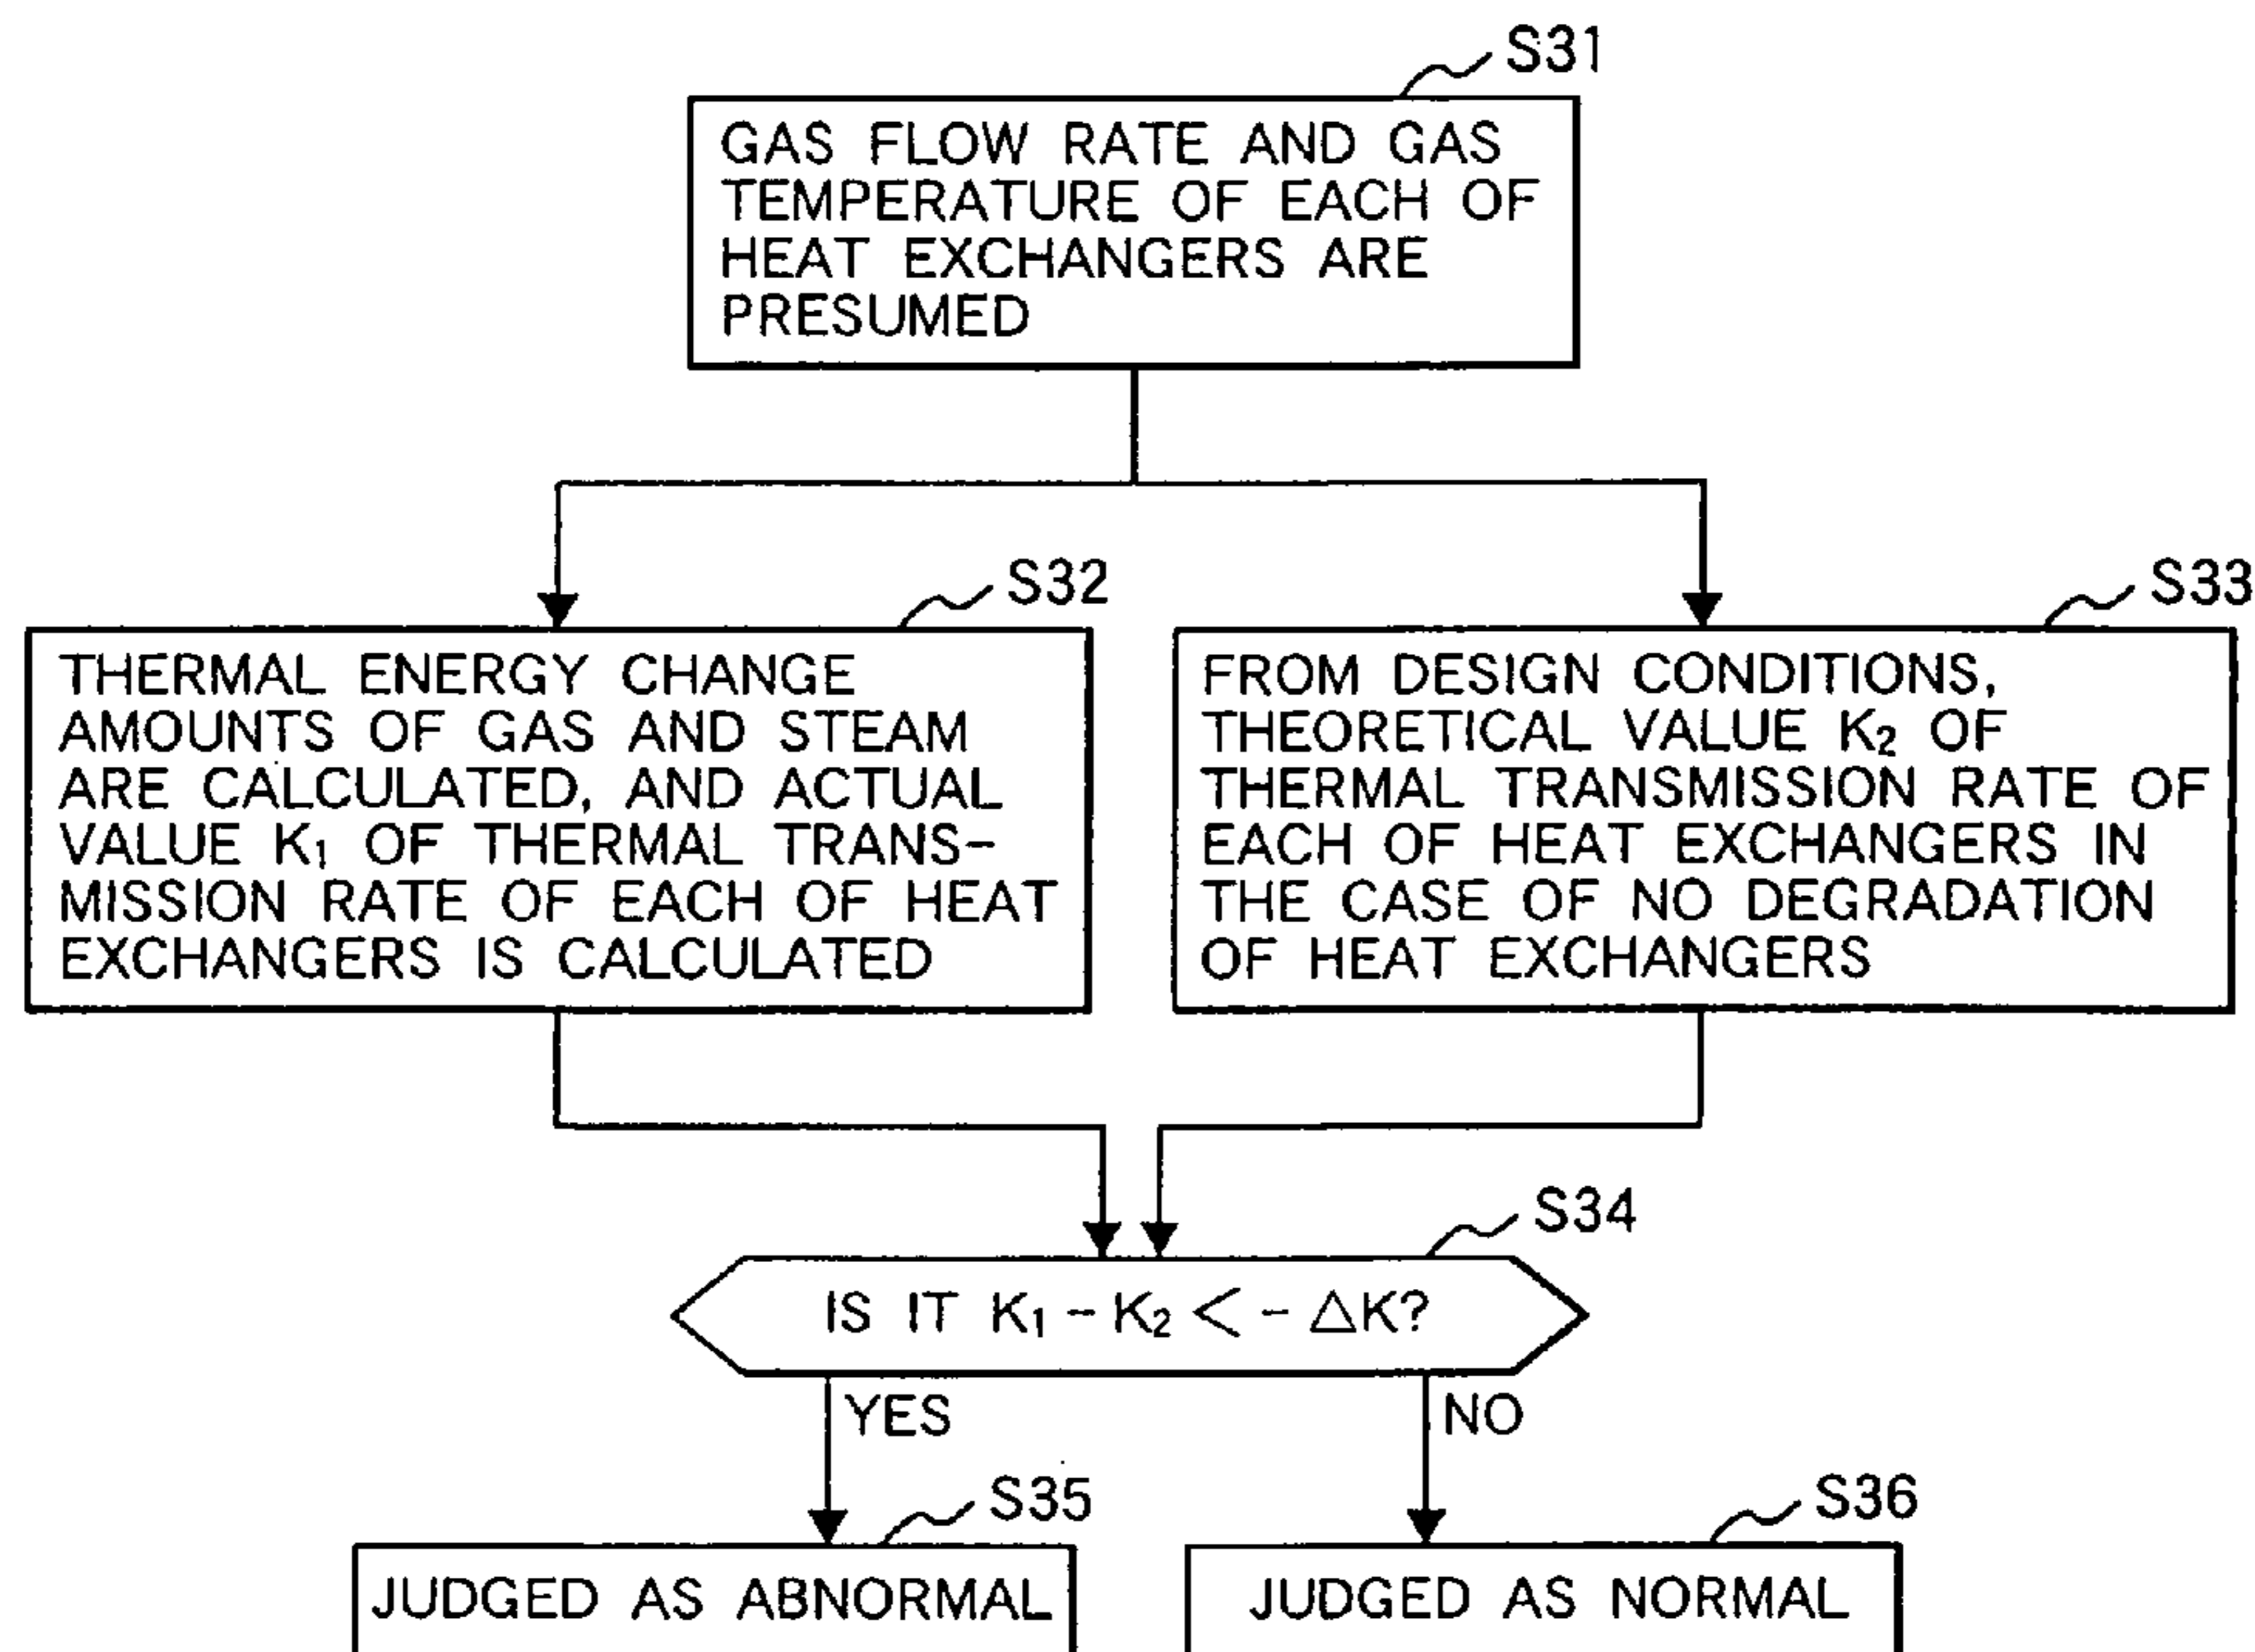 S31
GAS FLOW RATE AND GAS
TEMPERATURE OF EACH OF
HEAT EXCHANGERS ARE
PRESUMED
S32
THERMAL ENERGY CHANGE
AMOUNTS OF GAS AND STEAM
ARE CALCULATED, AND ACTUAL
VALUE K₁ OF THERMAL TRANS-
MISSION RATE OF EACH OF HEAT
EXCHANGERS IS CALCULATED
S33
FROM DESIGN CONDITIONS,
THEORETICAL VALUE K₂ OF
THERMAL TRANSMISSION RATE OF
EACH OF HEAT EXCHANGERS IN
THE CASE OF NO DEGRADATION
OF HEAT EXCHANGERS
S34
IS IT K₁ - K₂ < - △K?
YES
NO
S35
JUDGED AS ABNORMAL
S36
JUDGED AS NORMAL